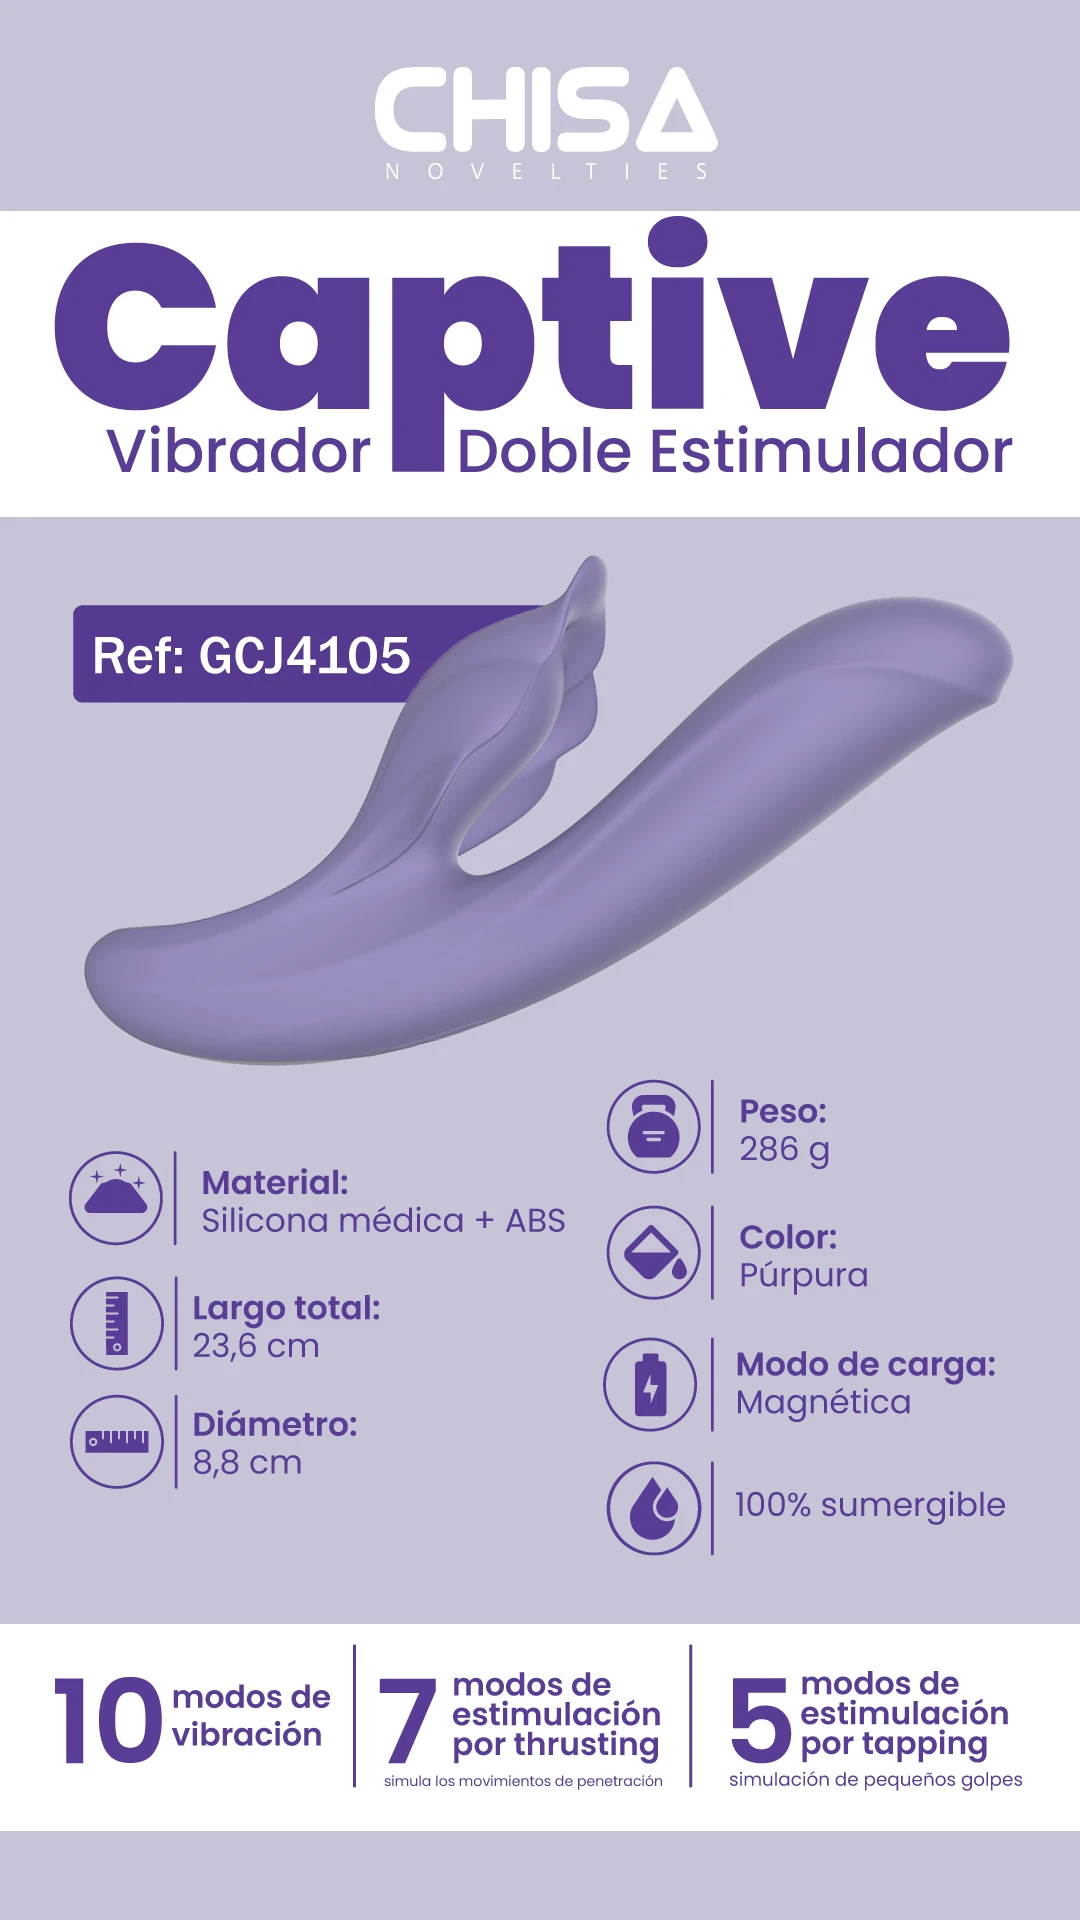 CHISA
NOVELTIES
Captive
Vibrador Doble Estimulador
Ref: GCJ4105
Material:
Silicona médica + ABS
Largo total:
23,6 cm
Diámetro:
8,8 cm
Peso:
286 g
Color:
Púrpura
Modo de carga:
Magnética
100% sumergible
10 modos de
vibración
7 modos de
estimulación
por thrusting
simula los movimientos de penetración
5 modos de
estimulación
por tapping
simulación de pequeños golpes